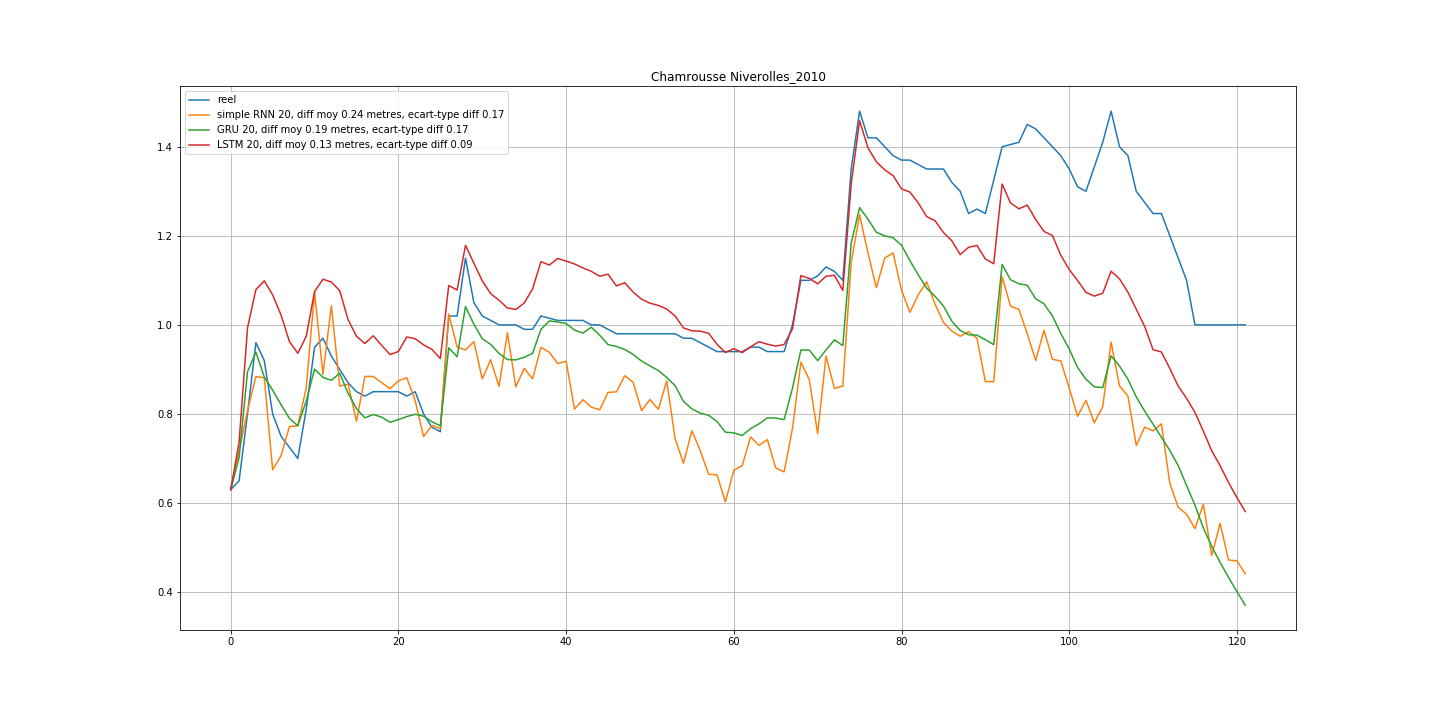 Chamrousse Niverolles_2010
reel
simple RNN 20, diff moy 0.24 metres, ecart-type diff 0.17
GRU 20, diff moy 0.19 metres, ecart-type diff 0.17
LSTM 20, diff moy 0.13 metres, ecart-type diff 0.09
1.4
1.2
1.0
0.8
0.6
0.4
0 20 40 60 80 100 120